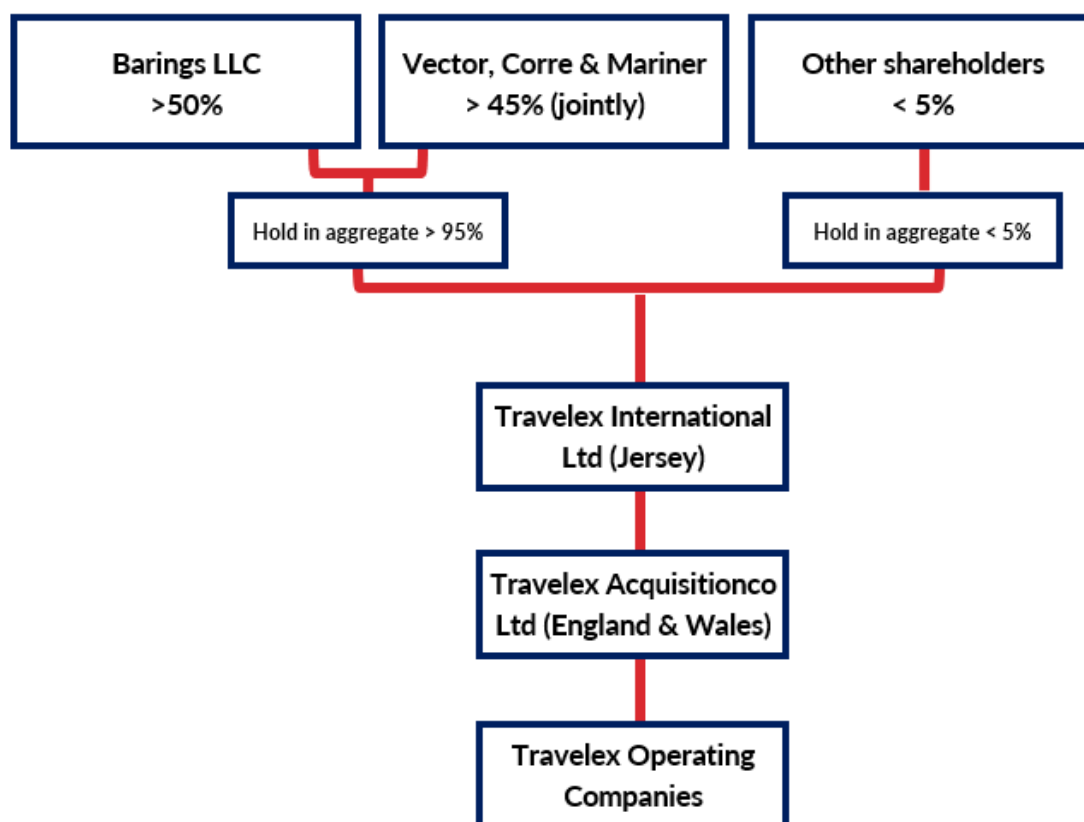 Barings LLC
>50%
Vector, Corre & Mariner
> 45% (jointly)
Other shareholders
< 5%
Hold in aggregate > 95%
Hold in aggregate < 5%
Travelex International
Ltd (Jersey)
Travelex Acquisitionco
Ltd (England & Wales)
Travelex Operating
Companies